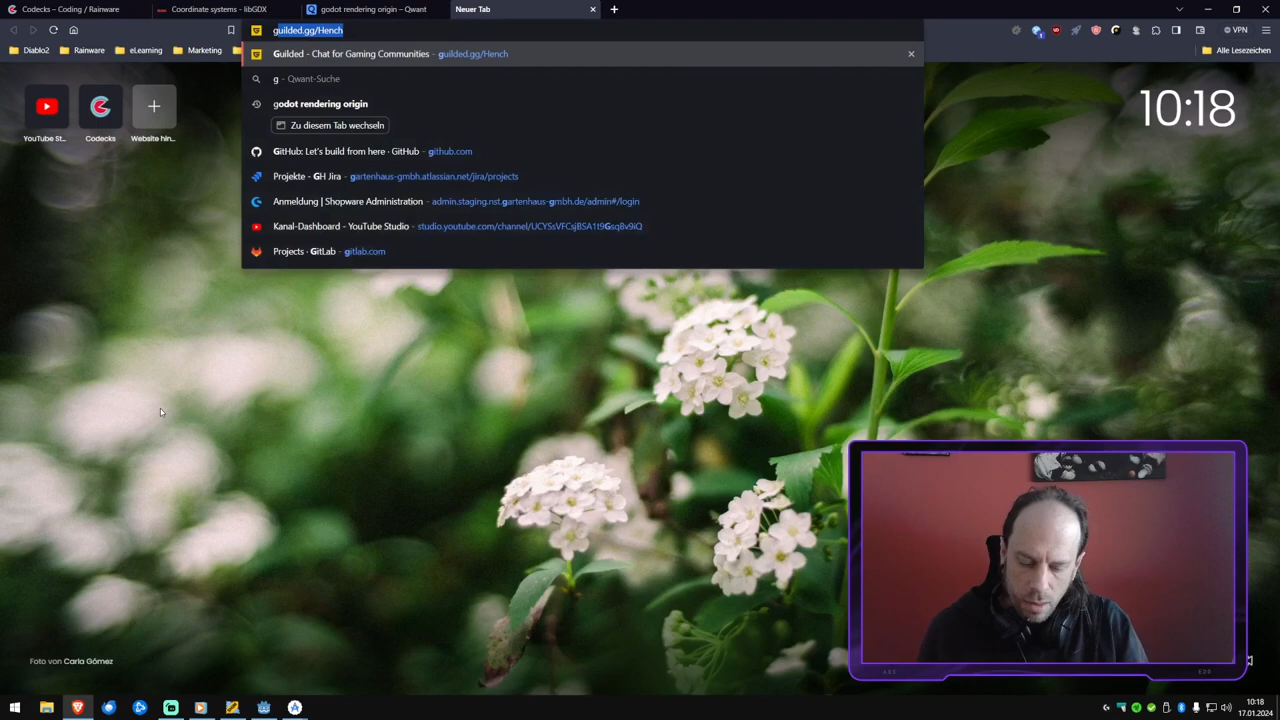 Codecks – Coding / Rainware
Coordinate systems - libGDX
godot rendering origin – Qwant
Neuer Tab
guilded.gg/Hench
VPN
Diablo2
Rainware
eLearning
Marketing
Alle Lesezeichen
Guilded - Chat for Gaming Communities - guilded.gg/Hench
g - Qwant-Suche
godot rendering origin
Zu diesem Tab wechseln
GitHub: Let's build from here · GitHub - github.com
Projekte - GH Jira - gartenhaus-gmbh.atlassian.net/jira/projects
Anmeldung | Shopware Administration - admin.staging.nst.gartenhaus-gmbh.de/admin#/login
Kanal-Dashboard - YouTube Studio - studio.youtube.com/channel/UCYSsVFCsjBSA1t9Gsq8v9iQ
Projects · GitLab - gitlab.com
YouTube St...
Codecks
Website hin...
10:18
Foto von Carla Gómez
10:18
17.01.2024